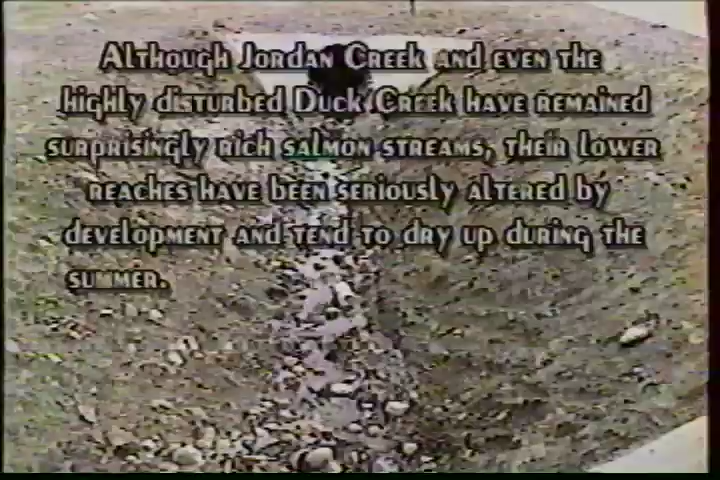 Although Jordan Creek and even the
highly disturbed Duck Creek have remained
surprisingly rich salmon streams, their lower
reaches have been seriously altered by
development and tend to dry up during the
summer.